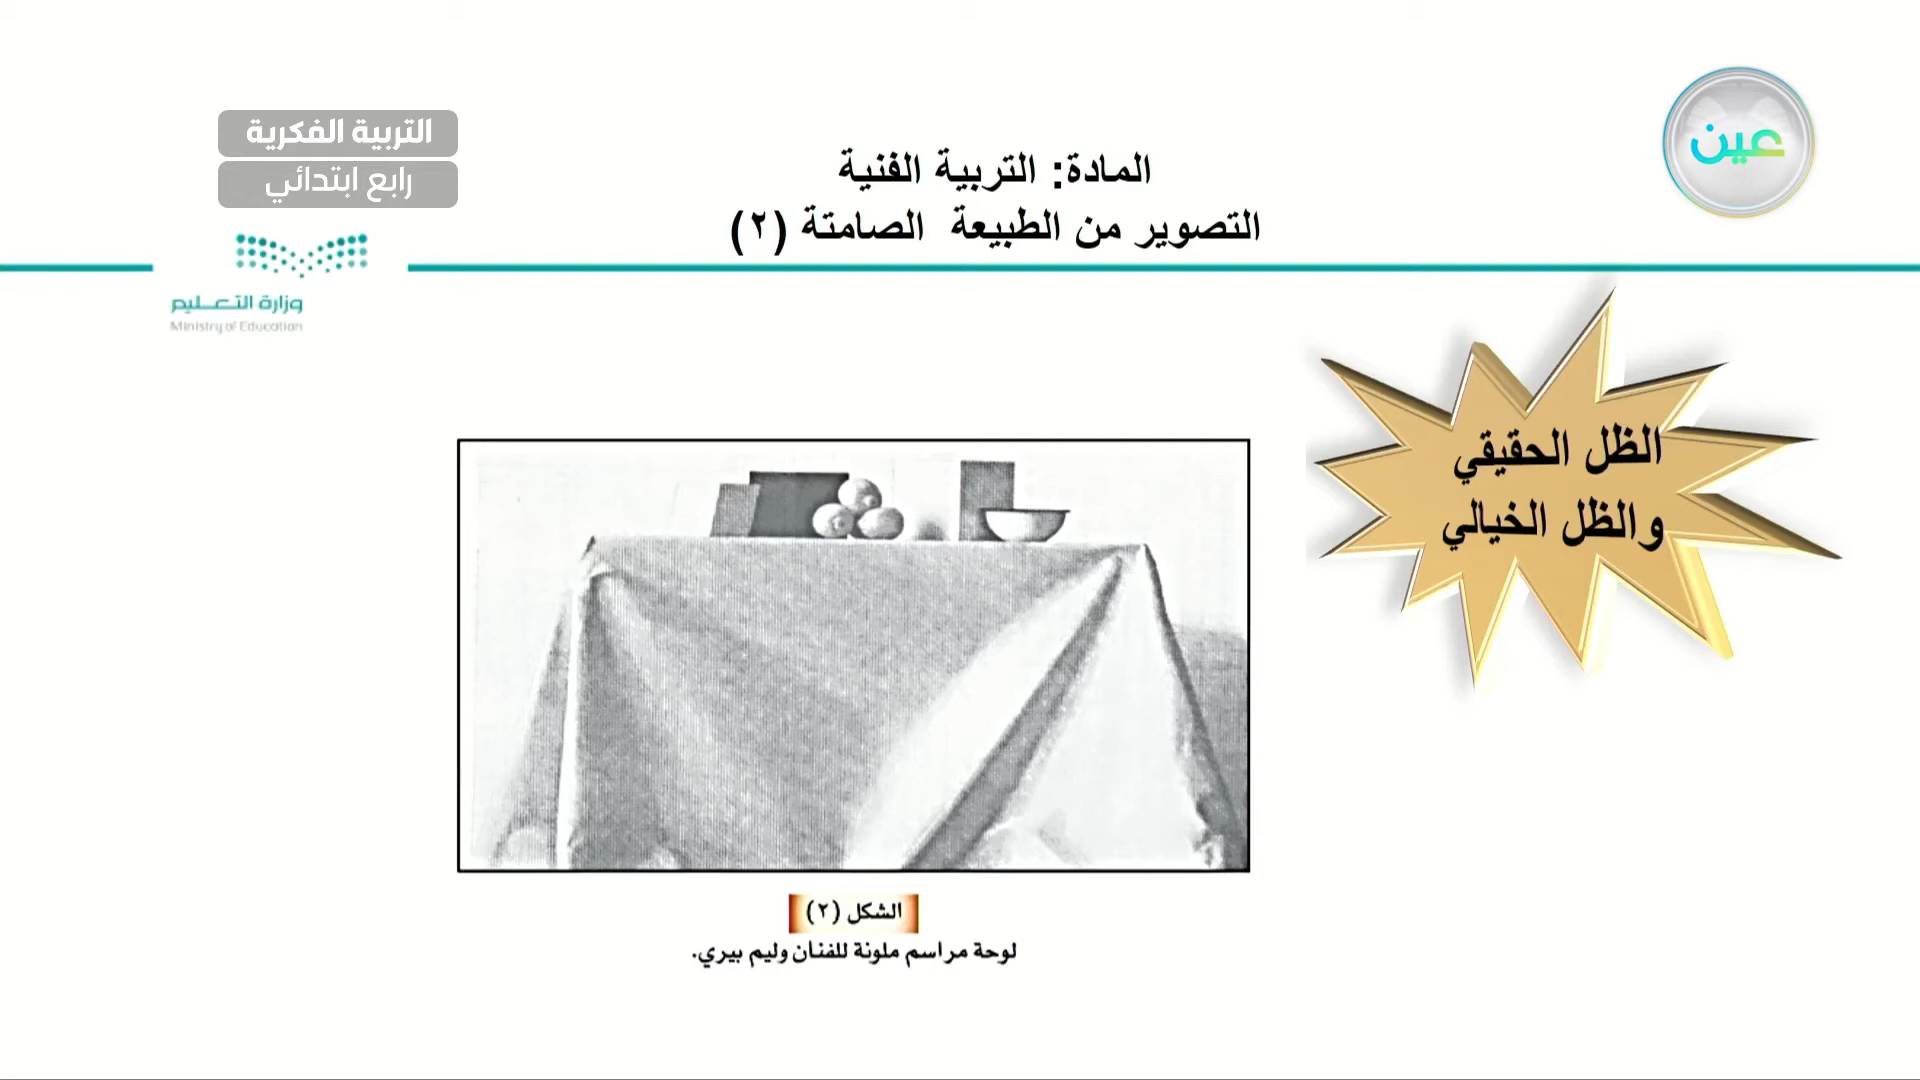 عين
التربية الفكرية
رابع ابتدائي
المادة: التربية الفنية
التصوير من الطبيعة الصامتة (٢)
وزارة التعليم
Ministry of Education
الظل الحقيقي
والظل الخيالي
الشكل (٢)
لوحة مراسم ملونة للفنان وليم بيري.